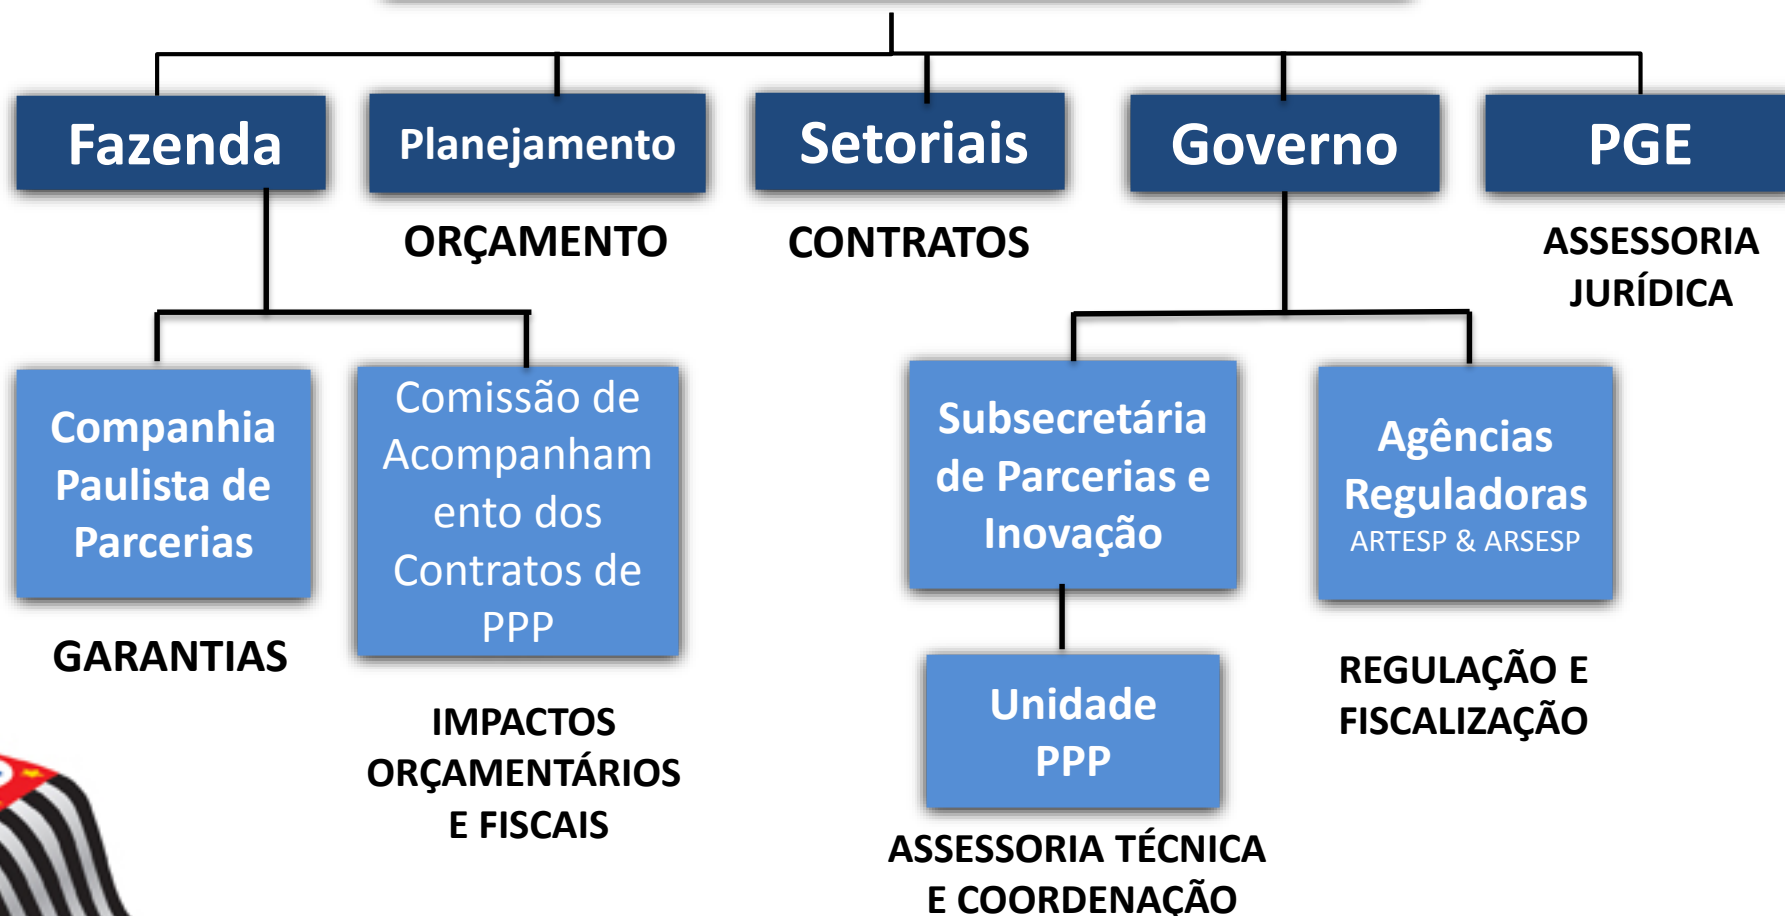 Fazenda
Planejamento
Setoriais
Governo
PGE
ORÇAMENTO
CONTRATOS
ASSESSORIA
JURÍDICA
Companhia
Paulista de
Parcerias
Comissão de
Acompanham
ento dos
Contratos de
PPP
Subsecretária
de Parcerias e
Inovação
Agências
Reguladoras
ARTESP & ARSESP
GARANTIAS
IMPACTOS
ORÇAMENTÁRIOS
E FISCAIS
Unidade
PPP
REGULAÇÃO E
FISCALIZAÇÃO
ASSESSORIA TÉCNICA
E COORDENAÇÃO